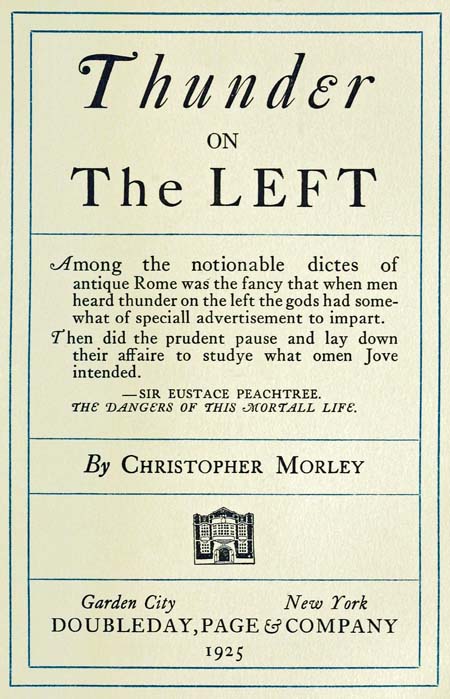 Thunder
ON
The LEFT
Among the notionable dictes of
antique Rome was the fancy that when men
heard thunder on the left the gods had some-
what of speciall advertisement to impart.
Then did the prudent pause and lay down
their affaire to studye what omen Jove
intended.
—SIR EUSTACE PEACHTREE.
THE DANGERS OF THIS MORTALL LIFE.
By CHRISTOPHER MORLEY
Garden City New York
DOUBLEDAY, PAGE & COMPANY
1925